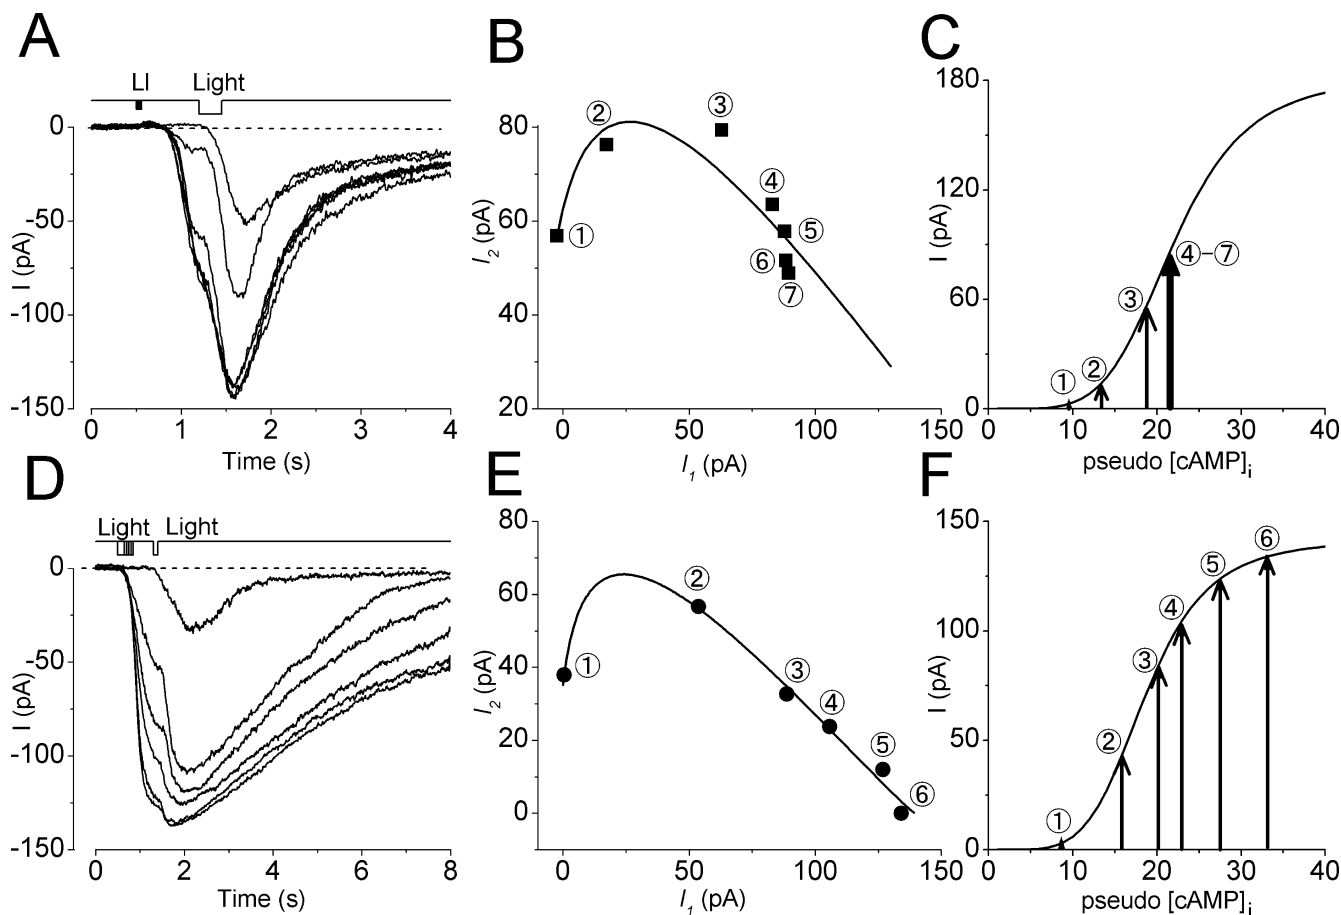 A
LI Light
0
-50
-100
-150
I (pA)
0 1 2 3 4
Time (s)
B
80
60
40
20
I2 (pA)
① ② ③ ④ ⑤ ⑥ ⑦
0 50 100 150
I1 (pA)
C
180
120
60
0
I (pA)
① ② ③ ④–⑦
0 10 20 30 40
pseudo [cAMP]i
D
Light Light
0
-50
-100
-150
I (pA)
0 2 4 6 8
Time (s)
E
80
60
40
20
0
I2 (pA)
① ② ③ ④ ⑤ ⑥
0 50 100 150
I1 (pA)
F
150
100
50
0
I (pA)
① ② ③ ④ ⑤ ⑥
0 10 20 30 40
pseudo [cAMP]i